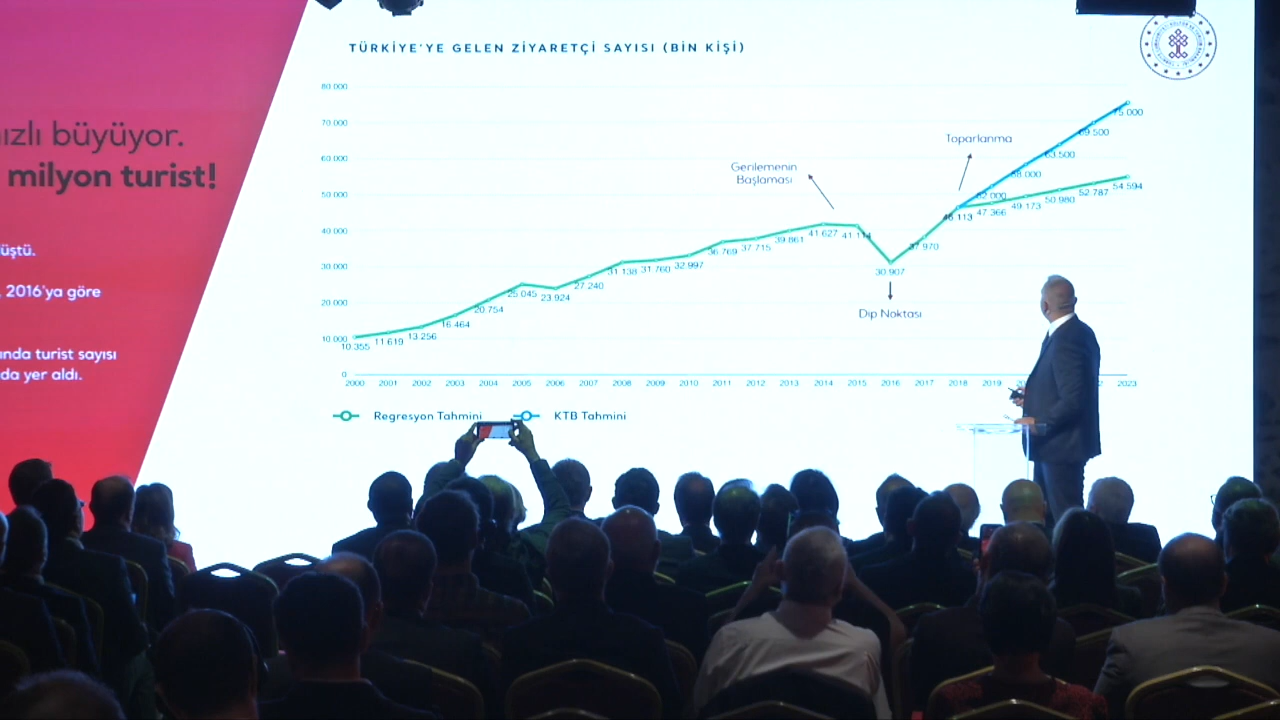 ızlı büyüyor.
milyon turist!
üştü.
, 2016'ya göre
ında turist sayısı
da yer aldı.
TÜRKİYE'YE GELEN ZİYARETÇİ SAYISI (BİN KİŞİ)
80 000
70 000
60 000
50 000
40 000
30 000
20 000
10 000
0
Gerilemenin
Başlaması
Toparlanma
Dip Noktası
10 355
11 619
13 256
16 464
20 754
25 045
23 924
27 240
31 138
31 760
32 997
36 769
37 715
39 861
41 627
41 114
30 907
37 970
46 113
47 366
49 173
50 980
52 787
54 594
52 000
58 000
63 500
69 500
75 000
2000 2001 2002 2003 2004 2005 2006 2007 2008 2009 2010 2011 2012 2013 2014 2015 2016 2017 2018 2019 2023
Regresyon Tahmini KTB Tahmini